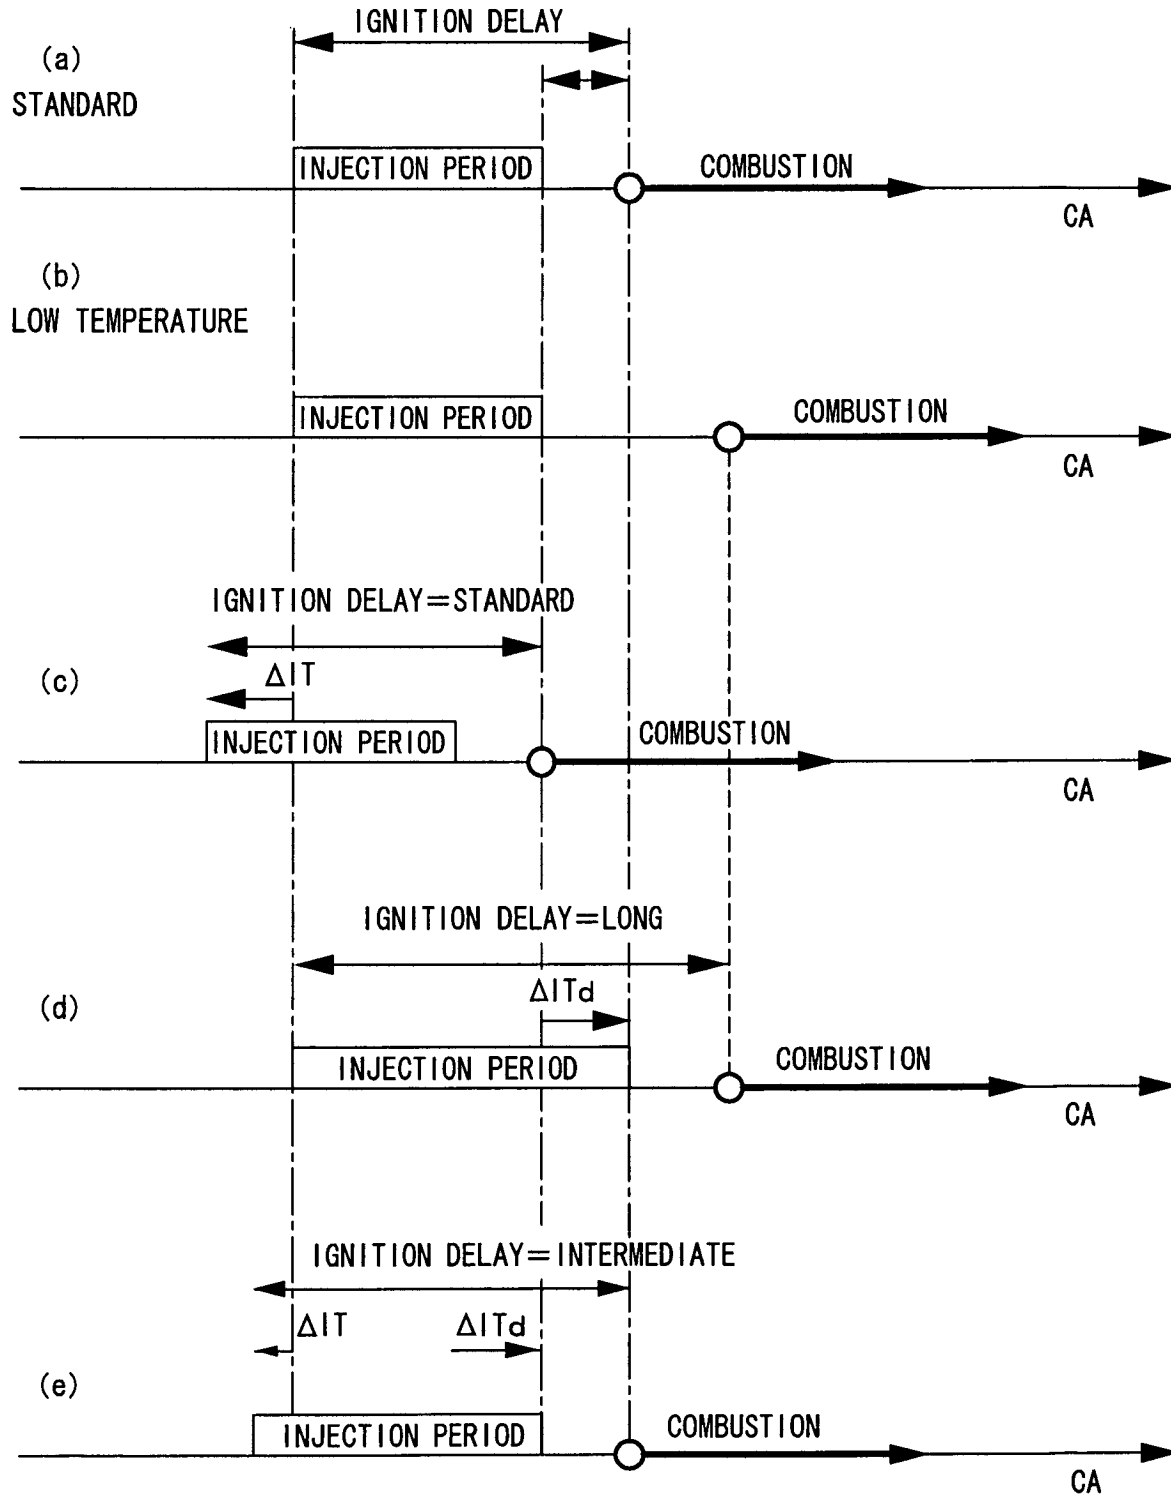 IGNITION DELAY
(a)
STANDARD
INJECTION PERIOD
COMBUSTION
CA
(b)
LOW TEMPERATURE
INJECTION PERIOD
COMBUSTION
CA
IGNITION DELAY=STANDARD
(c)
ΔIT
INJECTION PERIOD
COMBUSTION
CA
IGNITION DELAY=LONG
ΔITd
(d)
INJECTION PERIOD
COMBUSTION
CA
IGNITION DELAY=INTERMEDIATE
ΔIT ΔITd
(e)
INJECTION PERIOD
COMBUSTION
CA